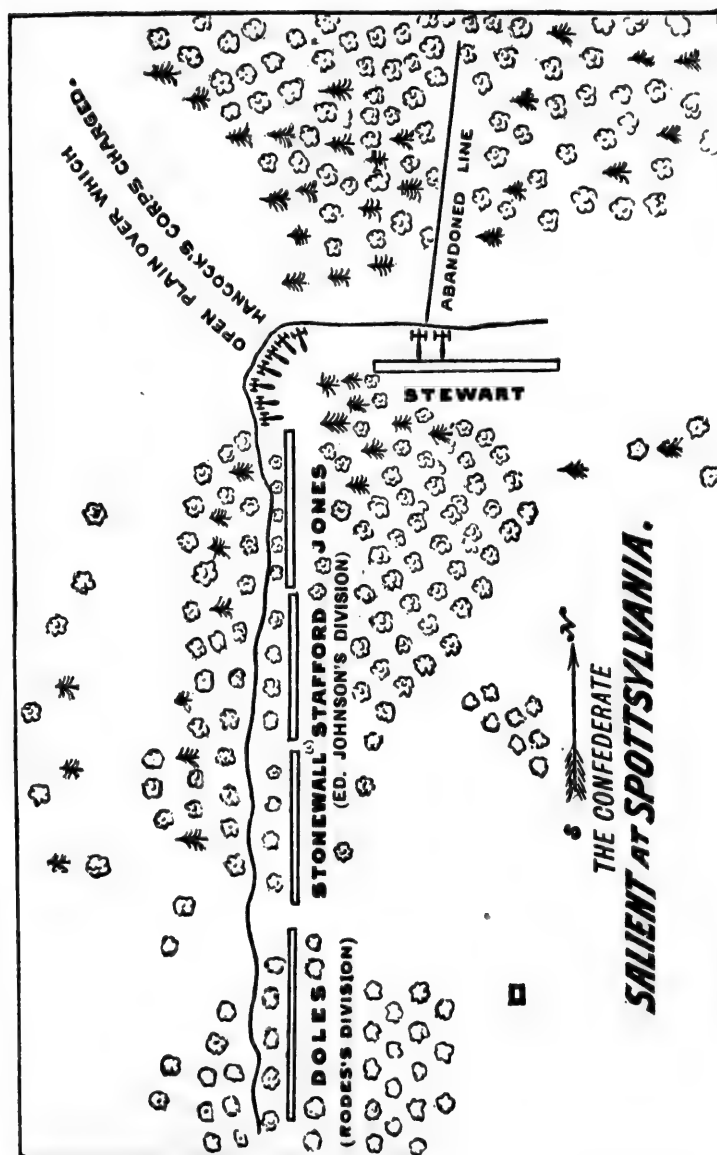 OPEN PLAIN OVER WHICH
HANCOCK'S CORPS CHARGED.
ABANDONED LINE
STEWART
STONEWALL STAFFORD JONES
(ED. JOHNSON'S DIVISION)
DOLES
(RODES'S DIVISION)
S N
THE CONFEDERATE
SALIENT AT SPOTTSYLVANIA.